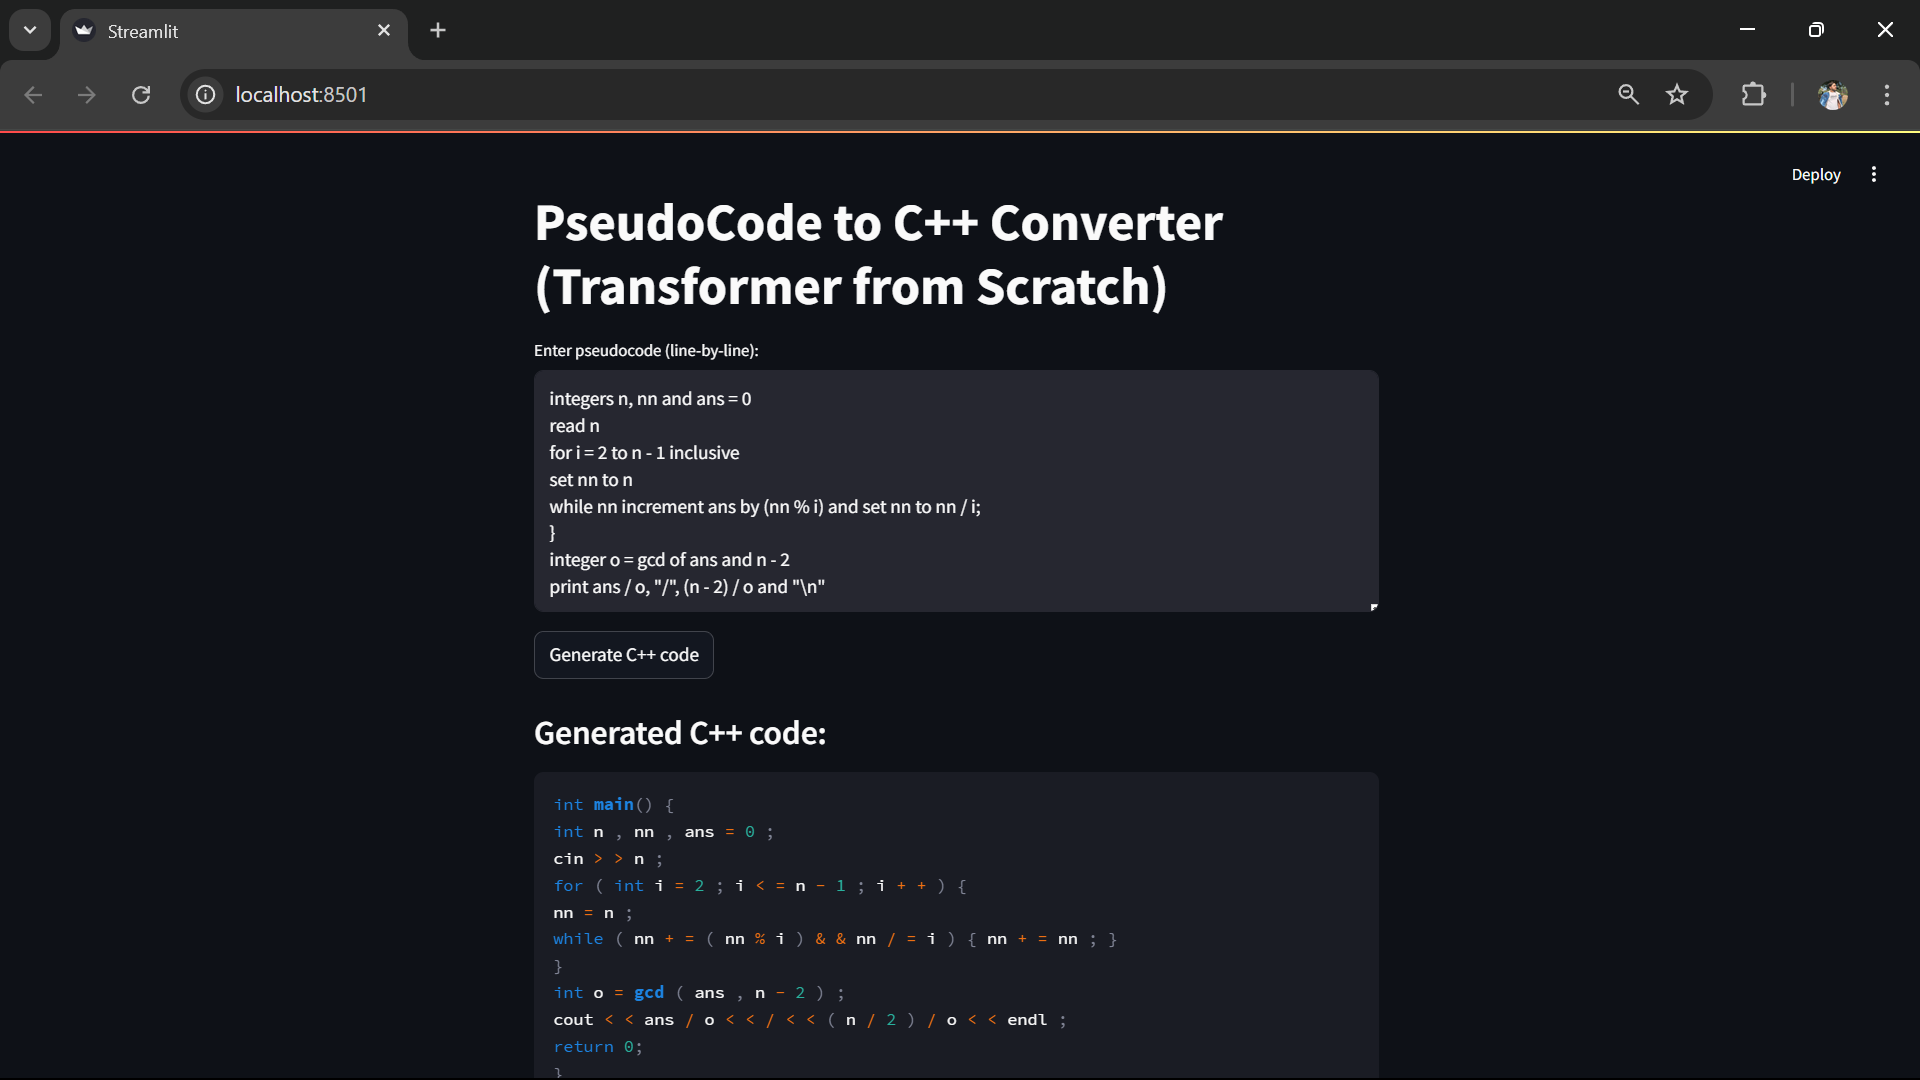 Streamlit
localhost:8501
Deploy
PseudoCode to C++ Converter
(Transformer from Scratch)
Enter pseudocode (line-by-line):
integers n, nn and ans = 0
read n
for i = 2 to n - 1 inclusive
set nn to n
while nn increment ans by (nn % i) and set nn to nn / i;
}
integer o = gcd of ans and n - 2
print ans / o, "/", (n - 2) / o and "\n"
Generate C++ code
Generated C++ code:
int main() {
int n , nn , ans = 0 ;
cin > > n ;
for ( int i = 2 ; i < = n - 1 ; i + + ) {
nn = n ;
while ( nn + = ( nn % i ) & & nn / = i ) { nn + = nn ; }
}
int o = gcd ( ans , n - 2 ) ;
cout < < ans / o < < / < < ( n / 2 ) / o < < endl ;
return 0;
}